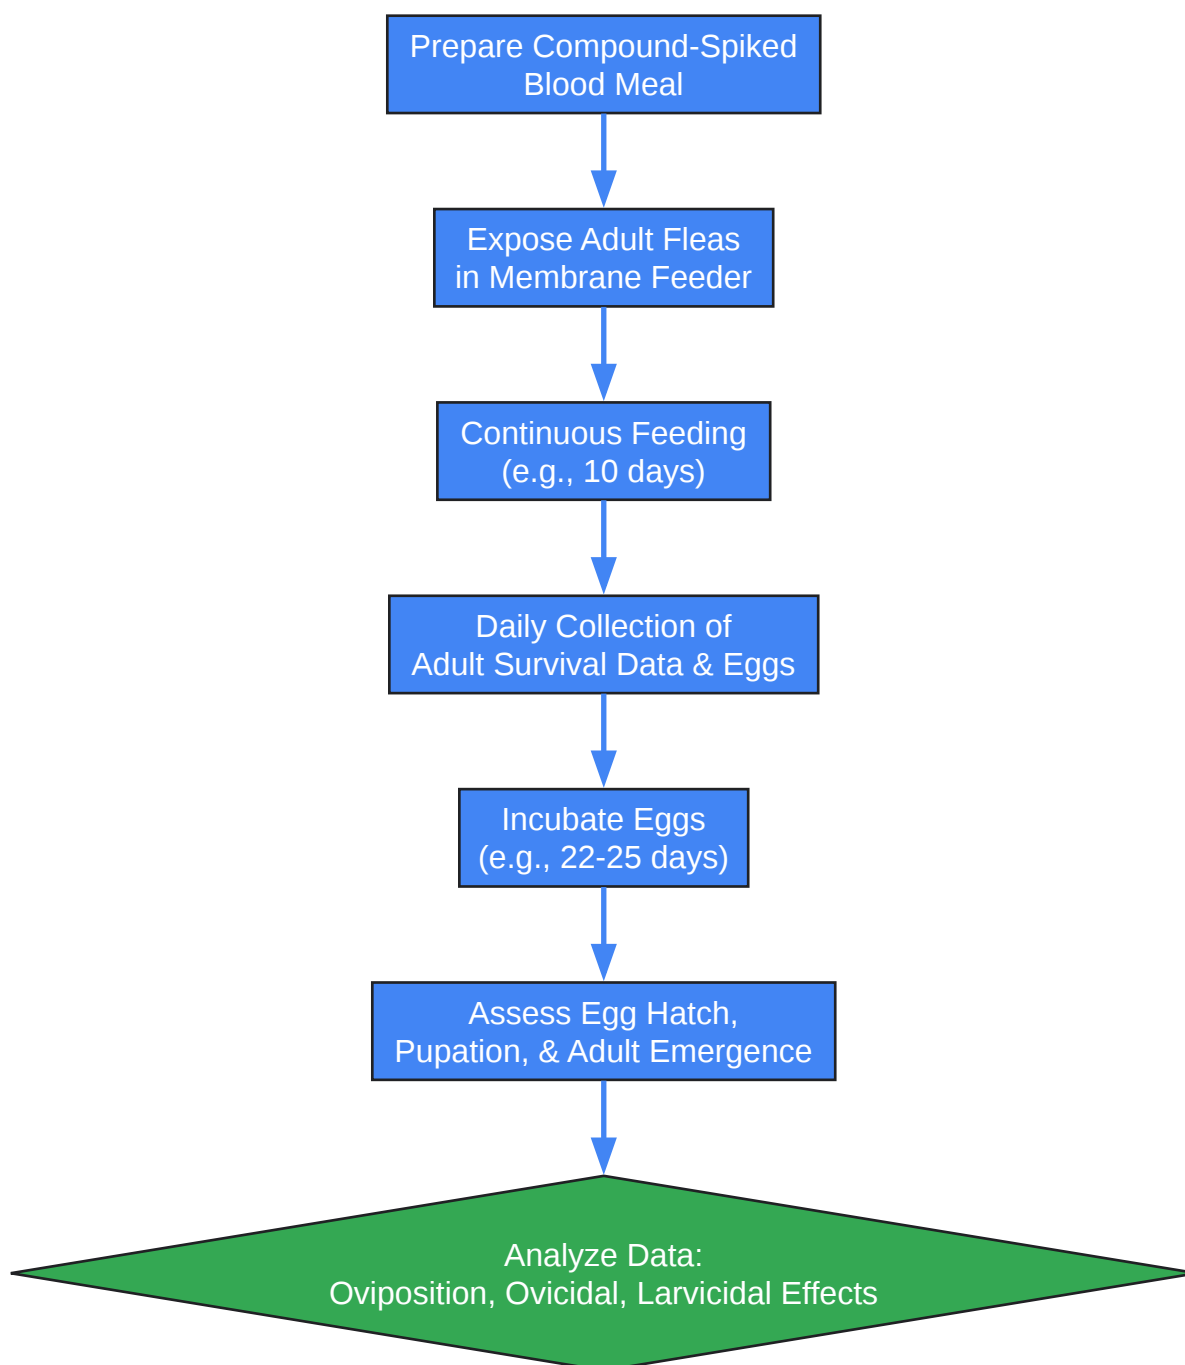 Prepare Compound-Spiked
Blood Meal
Expose Adult Fleas
in Membrane Feeder
Continuous Feeding
(e.g., 10 days)
Daily Collection of
Adult Survival Data & Eggs
Incubate Eggs
(e.g., 22-25 days)
Assess Egg Hatch,
Pupation, & Adult Emergence
Analyze Data:
Oviposition, Ovicidal, Larvicidal Effects